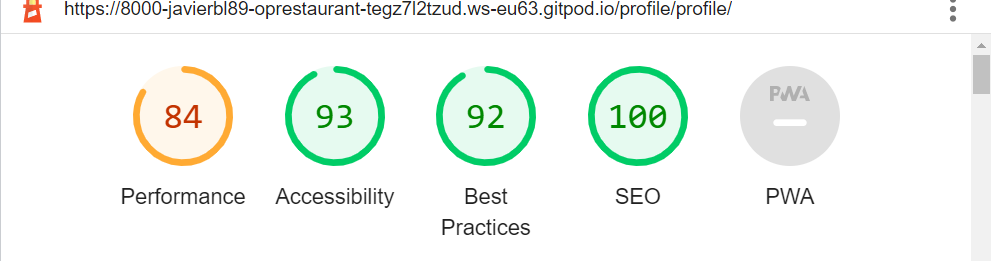 https://8000-javierbl89-oprestaurant-tegz7l2tzud.ws-eu63.gitpod.io/profile/profile/
84 93 92 100 PWA
Performance Accessibility Best Practices SEO PWA